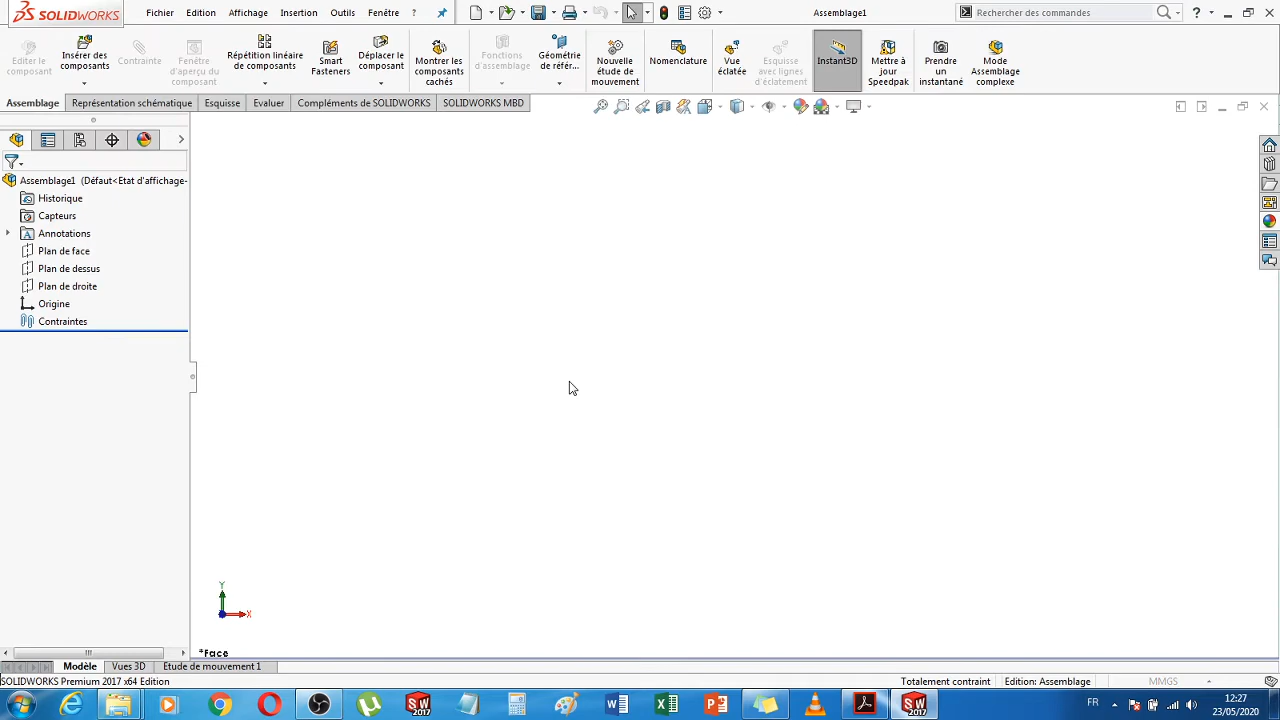 SOLIDWORKS
Fichier Edition Affichage Insertion Outils Fenêtre
Assemblage1
Rechercher des commandes
Editer le composant
Insérer des composants
Contrainte
Fenêtre d'aperçu du composant
Répétition linéaire de composants
Smart Fasteners
Déplacer le composant
Montrer les composants cachés
Fonctions d'assemblage
Géométrie de référ...
Nouvelle étude de mouvement
Nomenclature
Vue éclatée
Esquisse avec lignes d'éclatement
Instant3D
Mettre à jour Speedpak
Prendre un instantané
Mode Assemblage complexe
Assemblage Représentation schématique Esquisse Evaluer Compléments de SOLIDWORKS SOLIDWORKS MBD
Assemblage1 (Défaut<Etat d'affichage-
Historique
Capteurs
A Annotations
Plan de face
Plan de dessus
Plan de droite
Origine
Contraintes
Y
X
*Face
Modèle Vues 3D Etude de mouvement 1
SOLIDWORKS Premium 2017 x64 Edition
Totalement contraint Edition: Assemblage MMGS
SW 2017
SW 2017
FR
12:27
23/05/2020